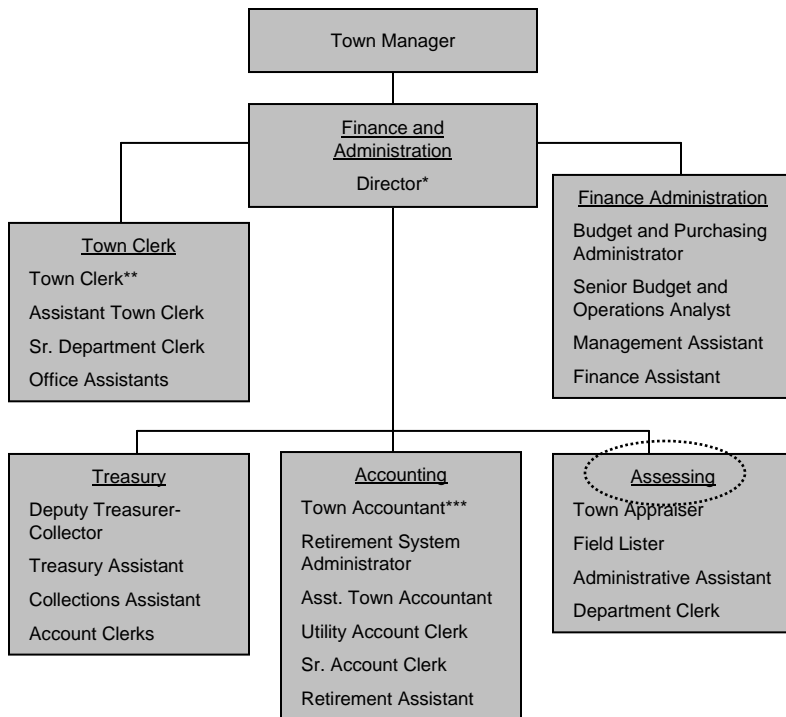 Town Manager
Finance and
Administration
Director*
Town Clerk
Town Clerk**
Assistant Town Clerk
Sr. Department Clerk
Office Assistants
Finance Administration
Budget and Purchasing
Administrator
Senior Budget and
Operations Analyst
Management Assistant
Finance Assistant
Treasury
Deputy Treasurer-
Collector
Treasury Assistant
Collections Assistant
Account Clerks
Accounting
Town Accountant***
Retirement System
Administrator
Asst. Town Accountant
Utility Account Clerk
Sr. Account Clerk
Retirement Assistant
Assessing
Town Appraiser
Field Lister
Administrative Assistant
Department Clerk